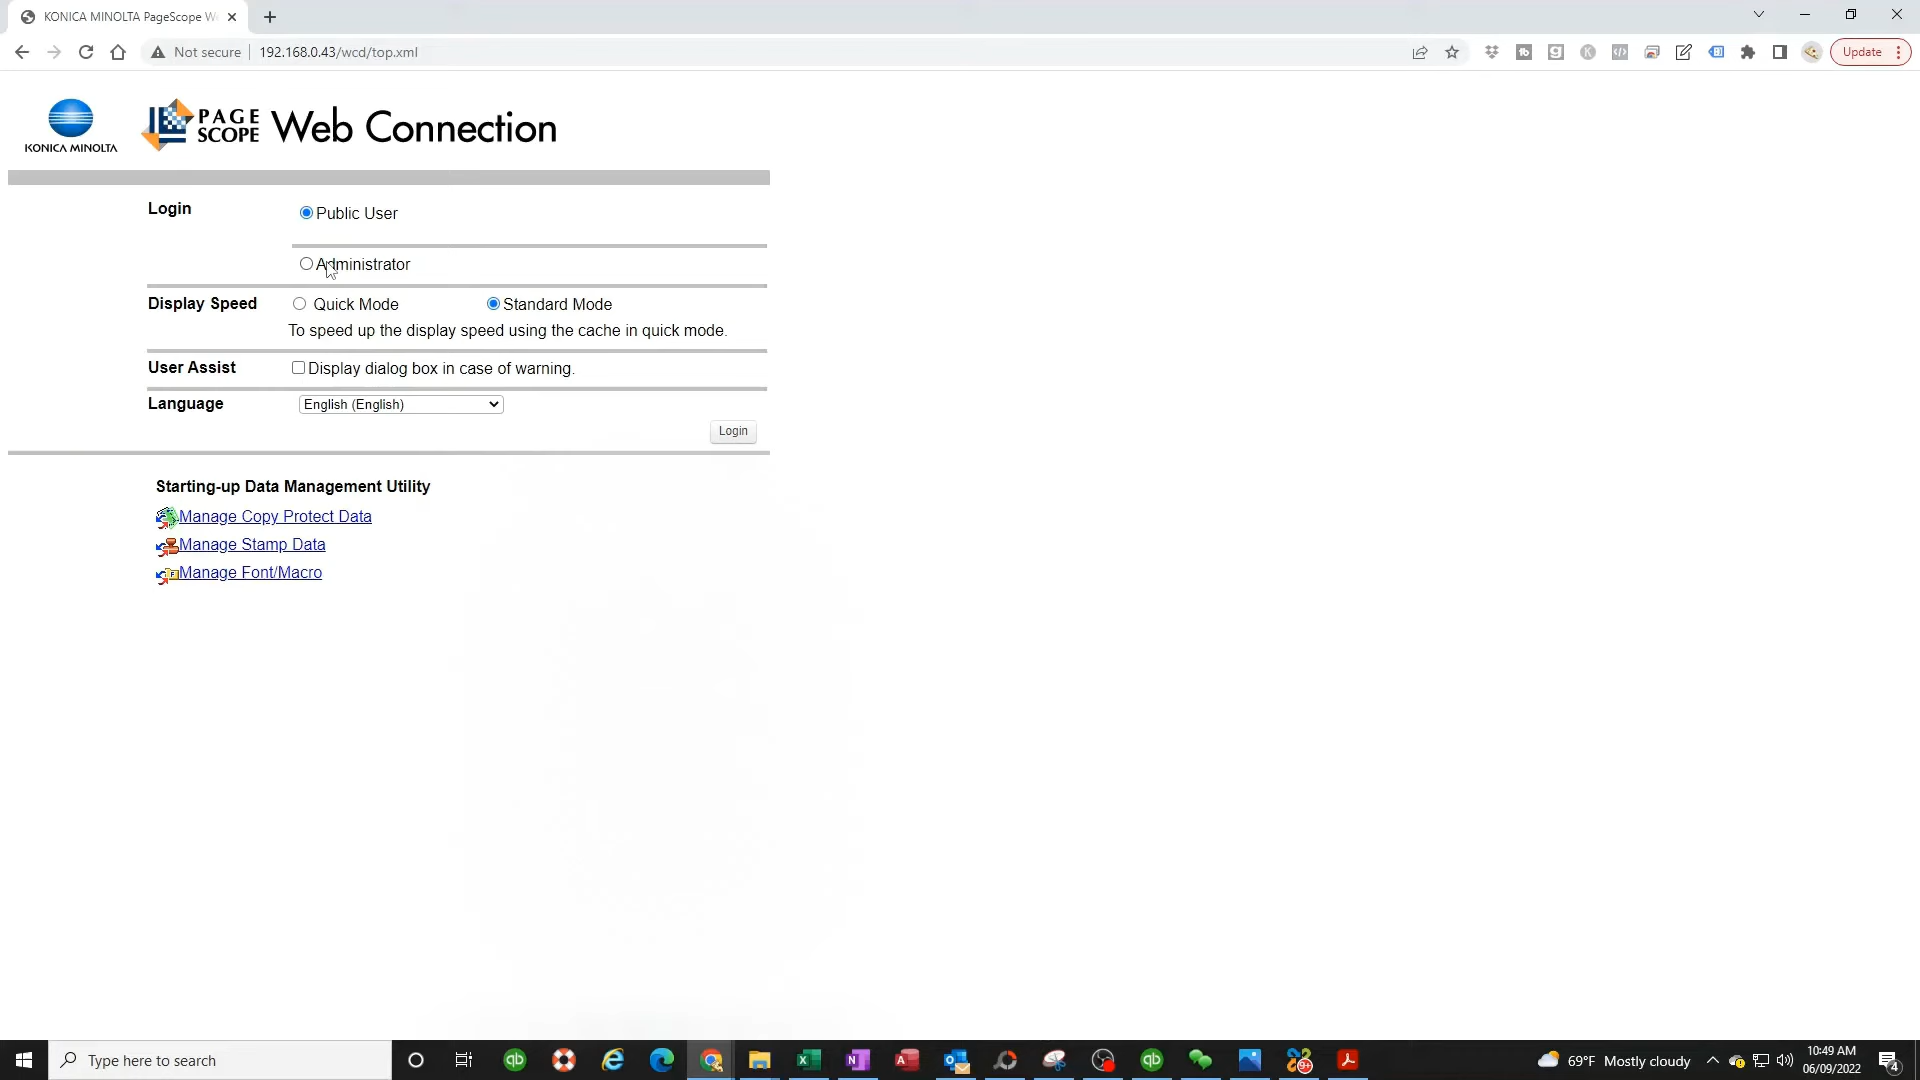 KONICA MINOLTA PageScope W
Not secure
192.168.0.43/wcd/top.xml
Update
KONICA MINOLTA
PAGE SCOPE Web Connection
Login
Public User
Administrator
Display Speed
Quick Mode
Standard Mode
To speed up the display speed using the cache in quick mode.
User Assist
Display dialog box in case of warning.
Language
English (English)
Login
Starting-up Data Management Utility
Manage Copy Protect Data
Manage Stamp Data
Manage Font/Macro
Type here to search
69°F Mostly cloudy
10:49 AM
06/09/2022
4